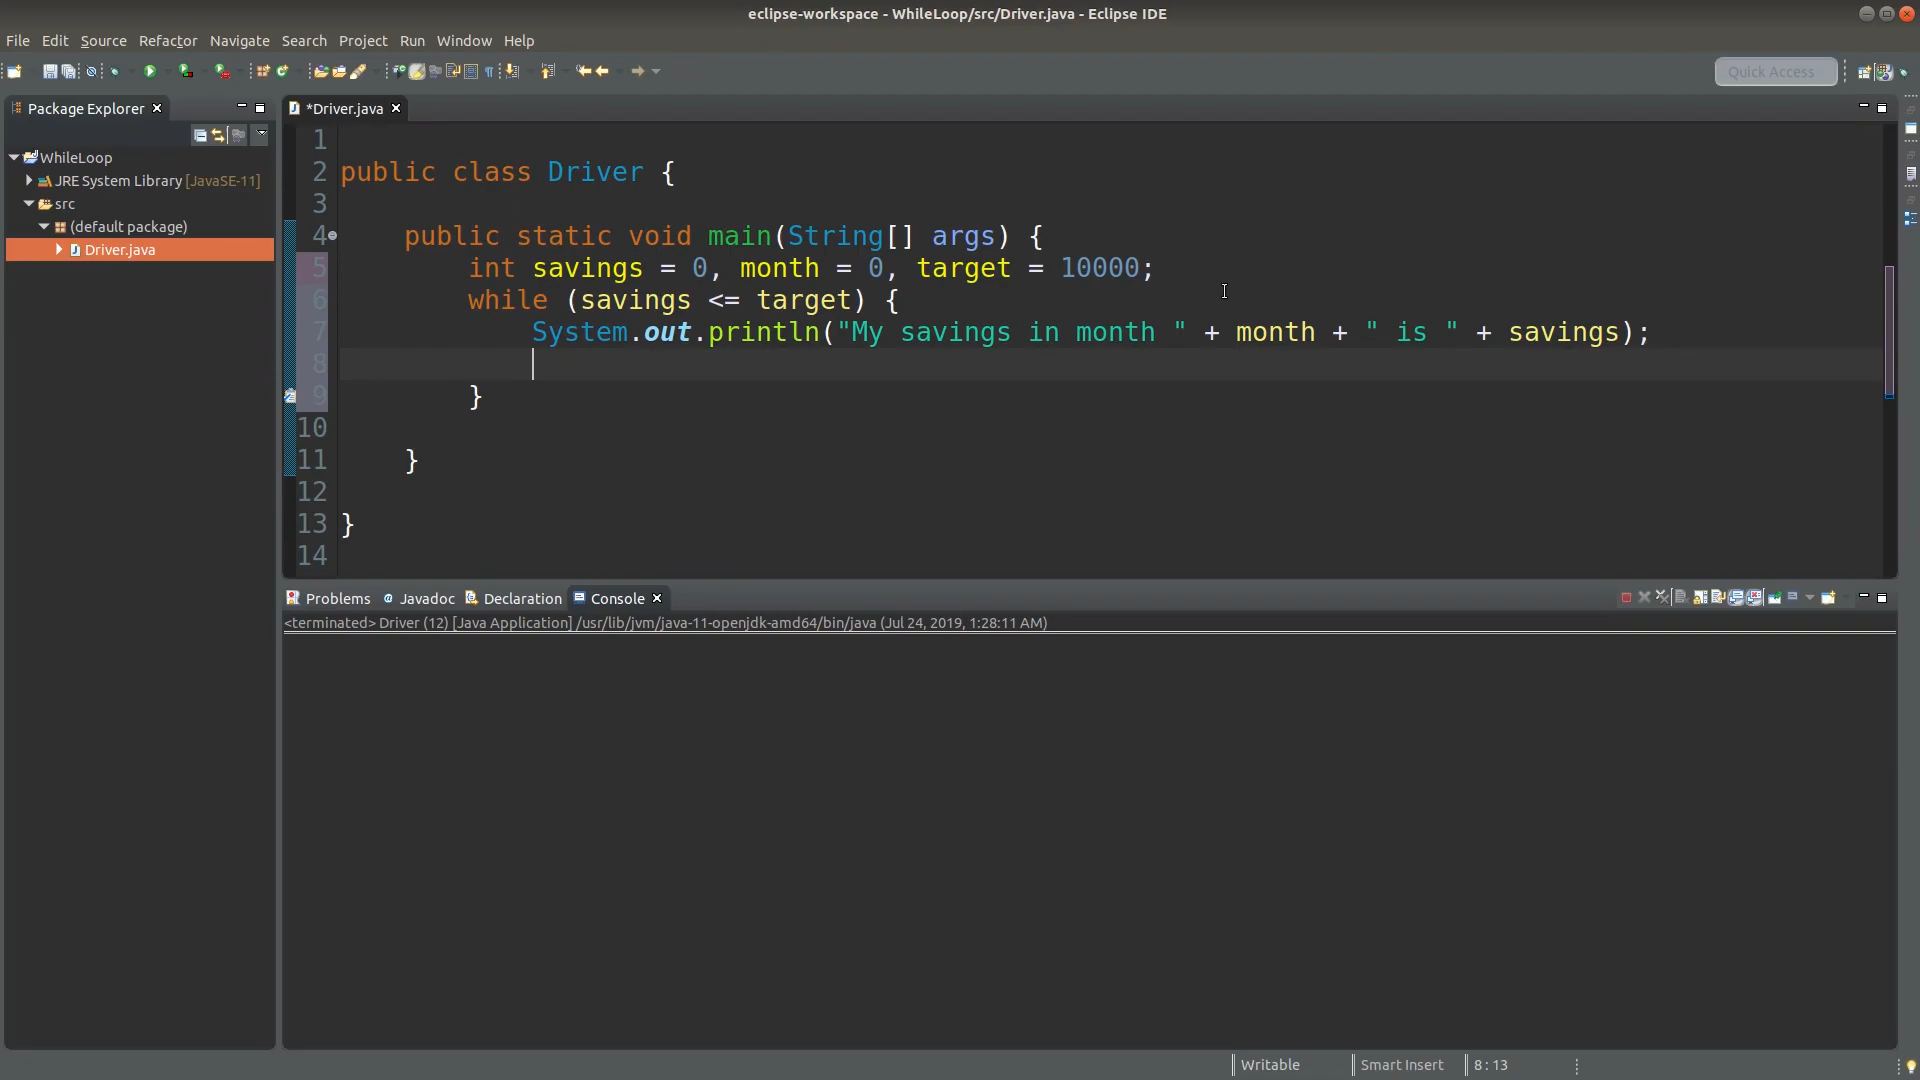 eclipse-workspace - WhileLoop/src/Driver.java - Eclipse IDE
File Edit Source Refactor Navigate Search Project Run Window Help
Quick Access
Package Explorer
*Driver.java
WhileLoop
JRE System Library [JavaSE-11]
src
(default package)
Driver.java
1
2 public class Driver {
3
4 public static void main(String[] args) {
5 int savings = 0, month = 0, target = 10000;
6 while (savings <= target) {
7 System.out.println("My savings in month " + month + " is " + savings);
8
9 }
10
11 }
12
13 }
14
Problems Javadoc Declaration Console
<terminated> Driver (12) [Java Application] /usr/lib/jvm/java-11-openjdk-amd64/bin/java (Jul 24, 2019, 1:28:11 AM)
Writable Smart Insert 8 : 13